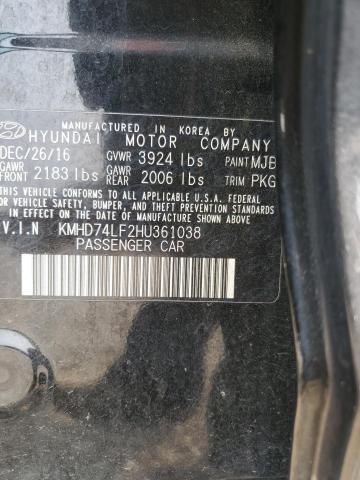 MANUFACTURED IN KOREA BY
HYUNDAI MOTOR COMPANY
DEC/26/16 GVWR 3924 lbs PAINT MJB
GAWR FRONT 2183 lbs GAWR REAR 2006 lbs TRIM PKG
THIS VEHICLE CONFORMS TO ALL APPLICABLE U.S.A. FEDERAL
MOTOR VEHICLE SAFETY, BUMPER, AND THEFT PREVENTION
STANDARDS IN EFFECT ON THE DATE OF MANUFACTURE SHOWN ABOVE.
V.I.N KMHD74LF2HU361038
PASSENGER CAR